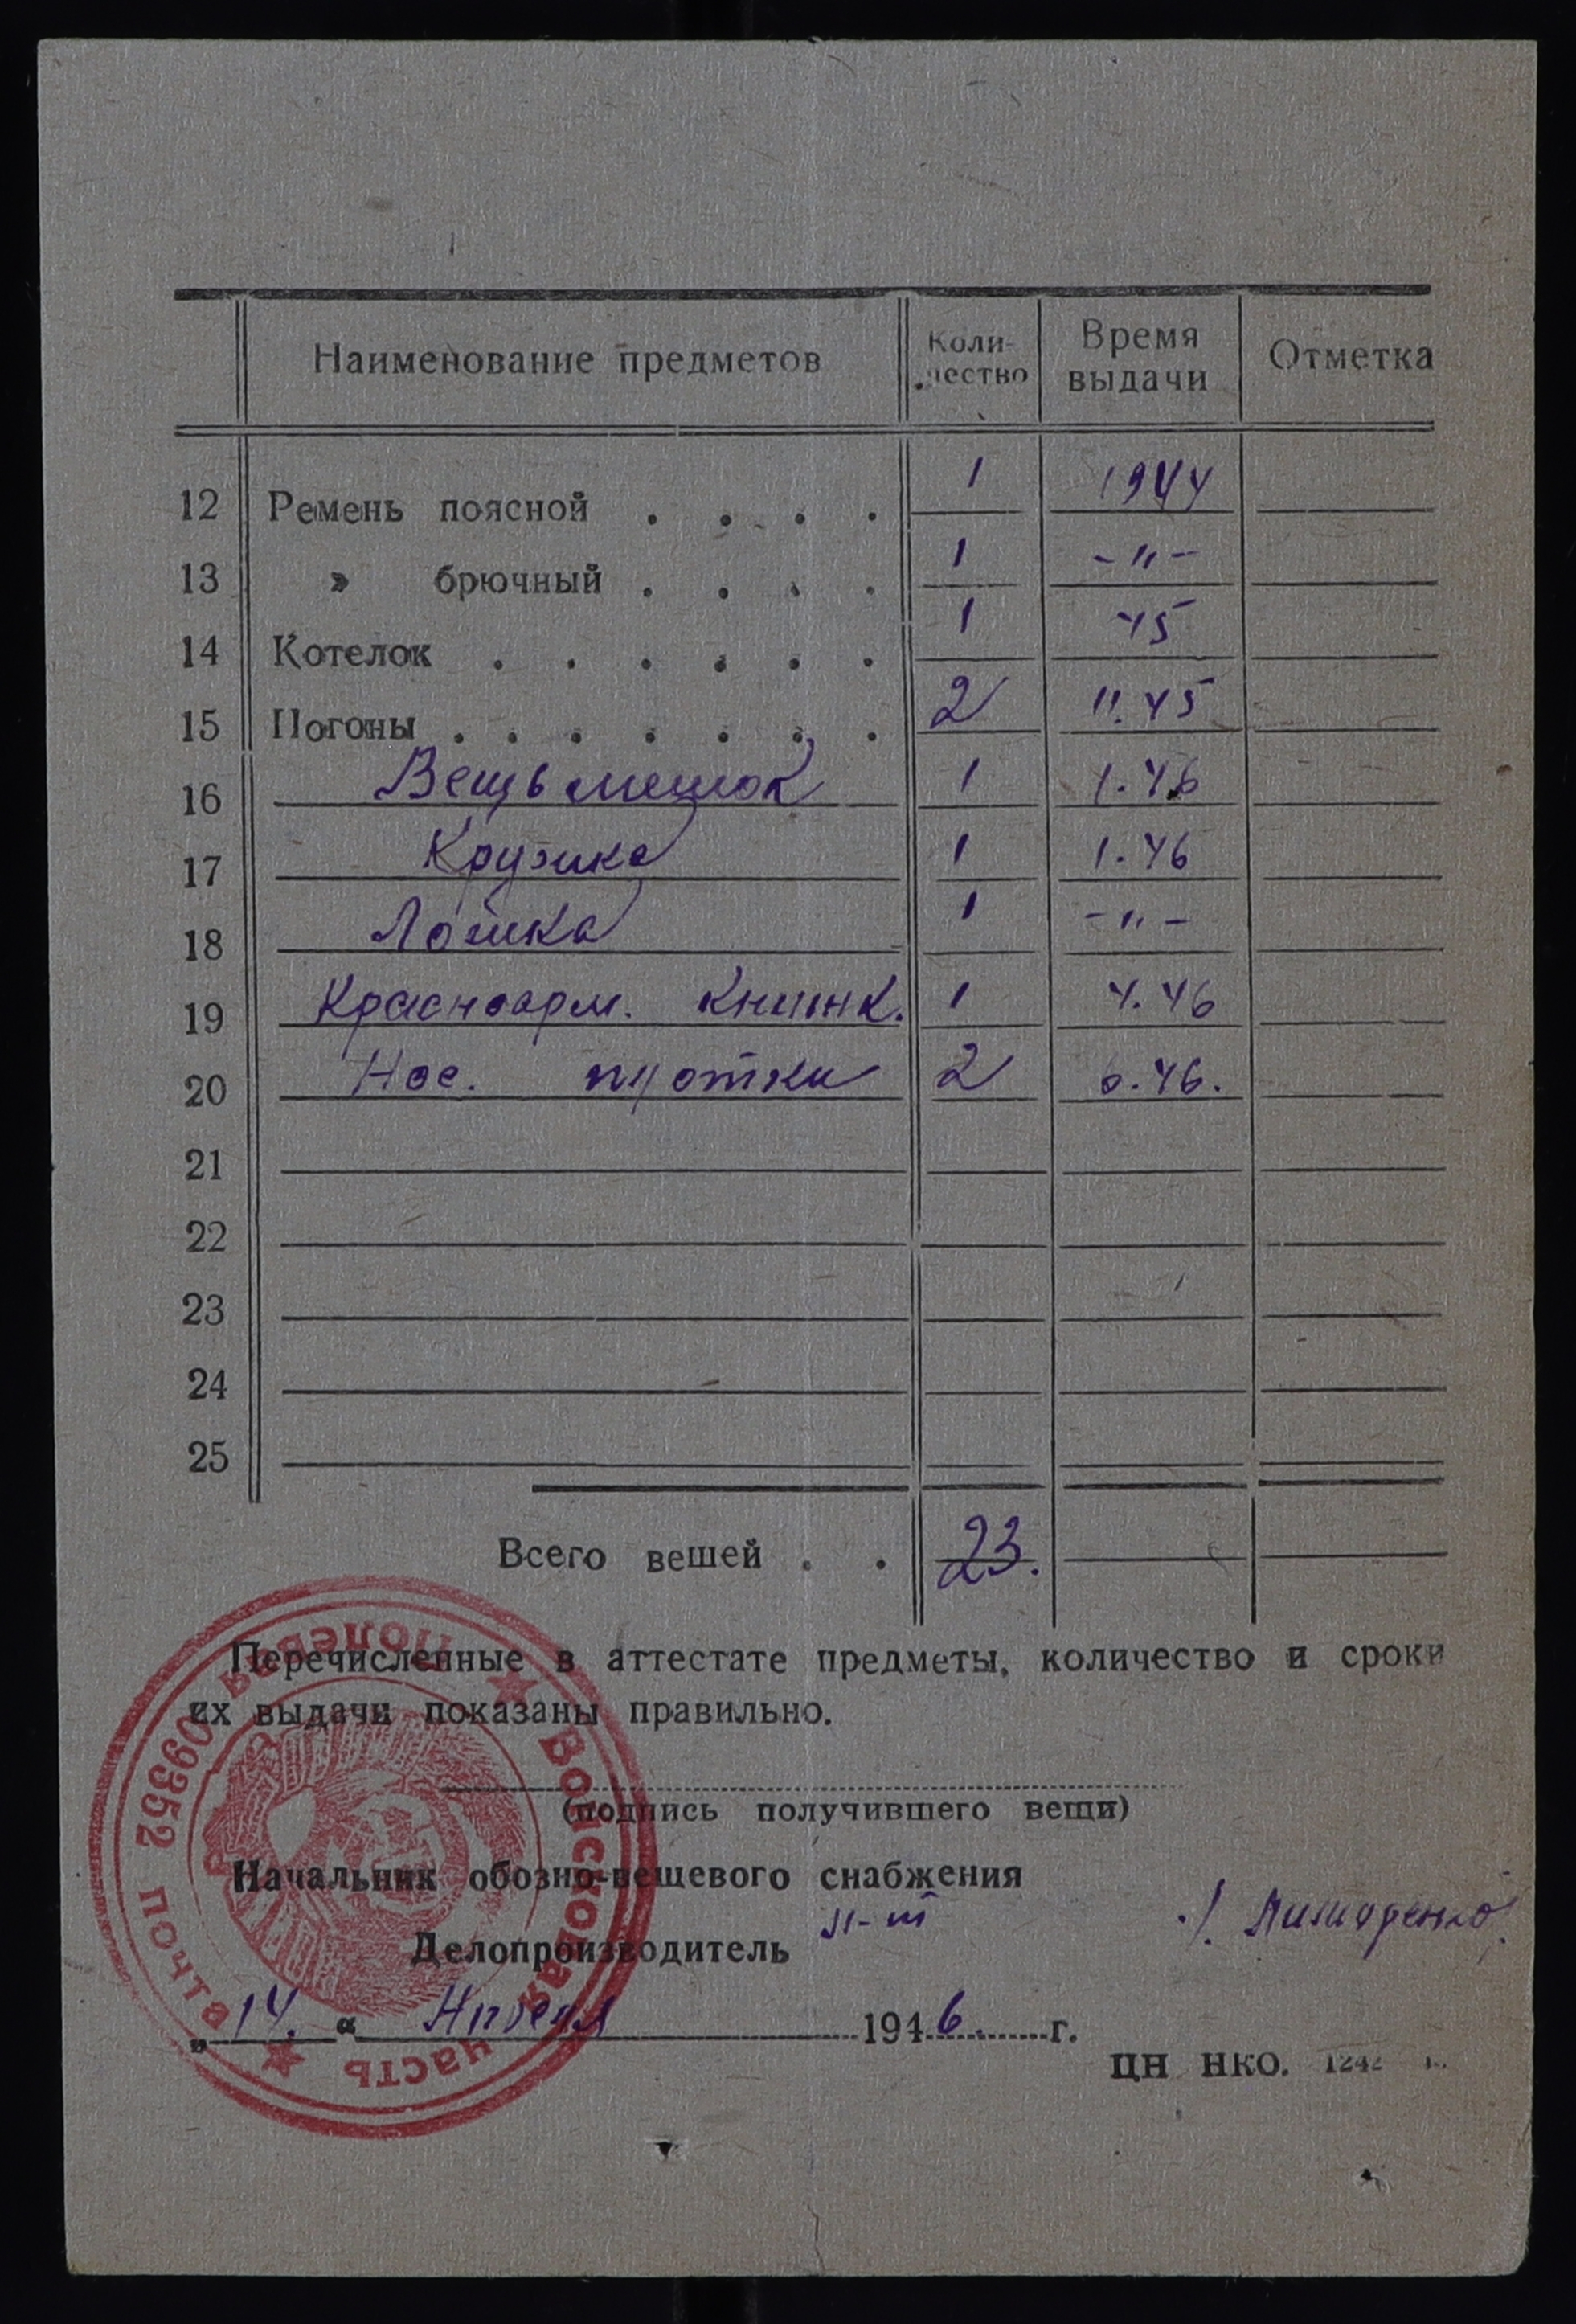 Наименование предметов Количество Время выдачи Отметка
12 Ремень поясной . . . . 1 1944
13 » брючный . . . . 1 -"-
14 Котелок . . . . . . 1 45
15 Погоны . . . . . . . 2 11.45
16 Вещьмешок 1 1.46
17 Кружка 1 1.46
18 Ложка 1 -"-
19 Красноарм. книжк. 1 4.46
20 Нос. платки 2 6.46.
21
22
23
24
25
Всего вещей . . 23.
Перечисленные в аттестате предметы, количество и сроки
их выдачи показаны правильно.
(подпись получившего вещи)
Начальник обозно-вещевого снабжения
Делопроизводитель
„ 14. “ Апреля 1946. г.
ЦН НКО. 1242
★ Войсковая часть ★ Полевая почта 09352